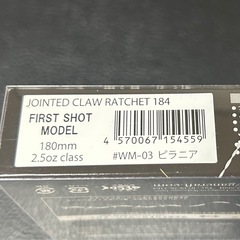 JOINTED CLAW RATCHET 184
FIRST SHOT
MODEL
180mm
2.5oz class
4 570067 154559
#WM-03 ピラニア